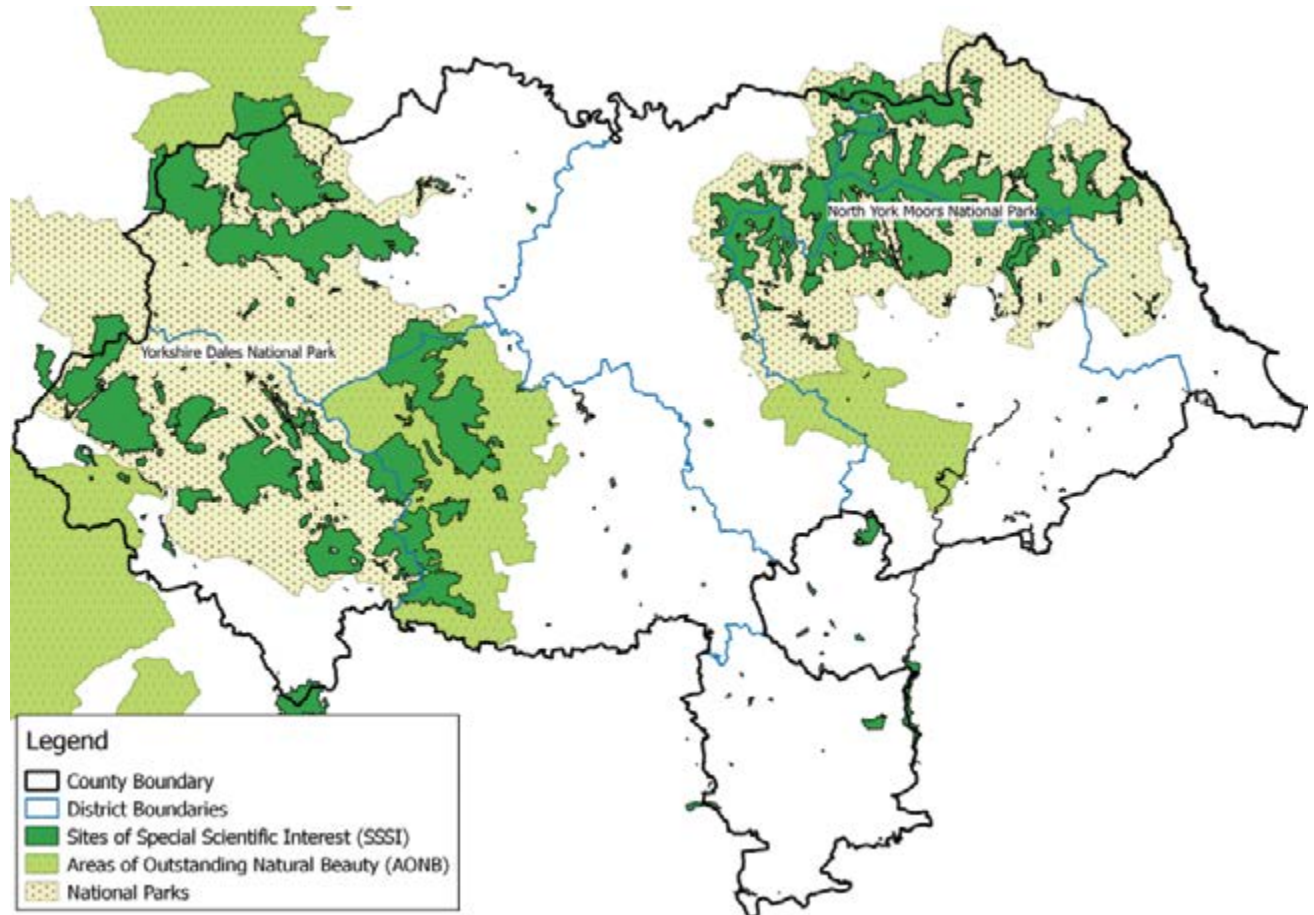 North York Moors National Park
Yorkshire Dales National Park
Legend
County Boundary
District Boundaries
Sites of Special Scientific Interest (SSSI)
Areas of Outstanding Natural Beauty (AONB)
National Parks